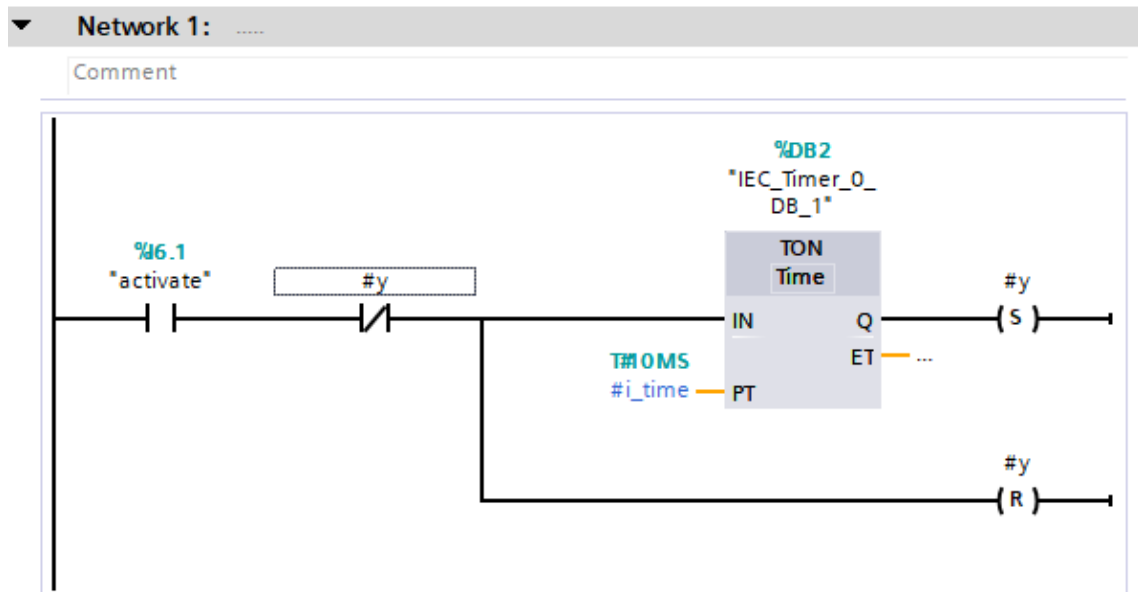 Network 1: .....
Comment
%DB2
"IEC_Timer_0_
DB_1"
%I6.1
"activate"
#y
TON
Time
#y
S
IN
Q
T#10MS
ET
...
#i_time
PT
#y
R